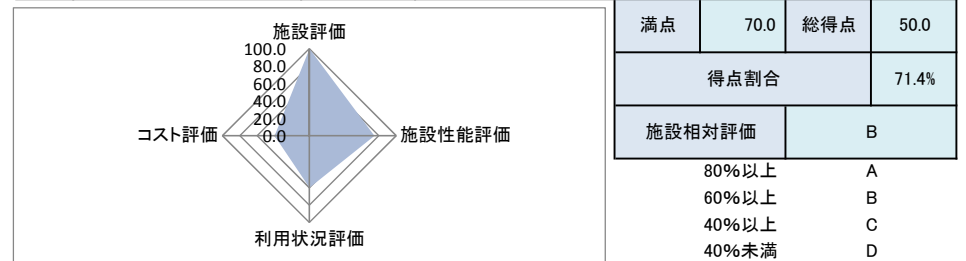 施設評価
100.0
80.0
60.0
40.0
20.0
0.0
コスト評価
施設性能評価
利用状況評価
満点 70.0 総得点 50.0
得点割合 71.4%
施設相対評価 B
80%以上 A
60%以上 B
40%以上 C
40%未満 D